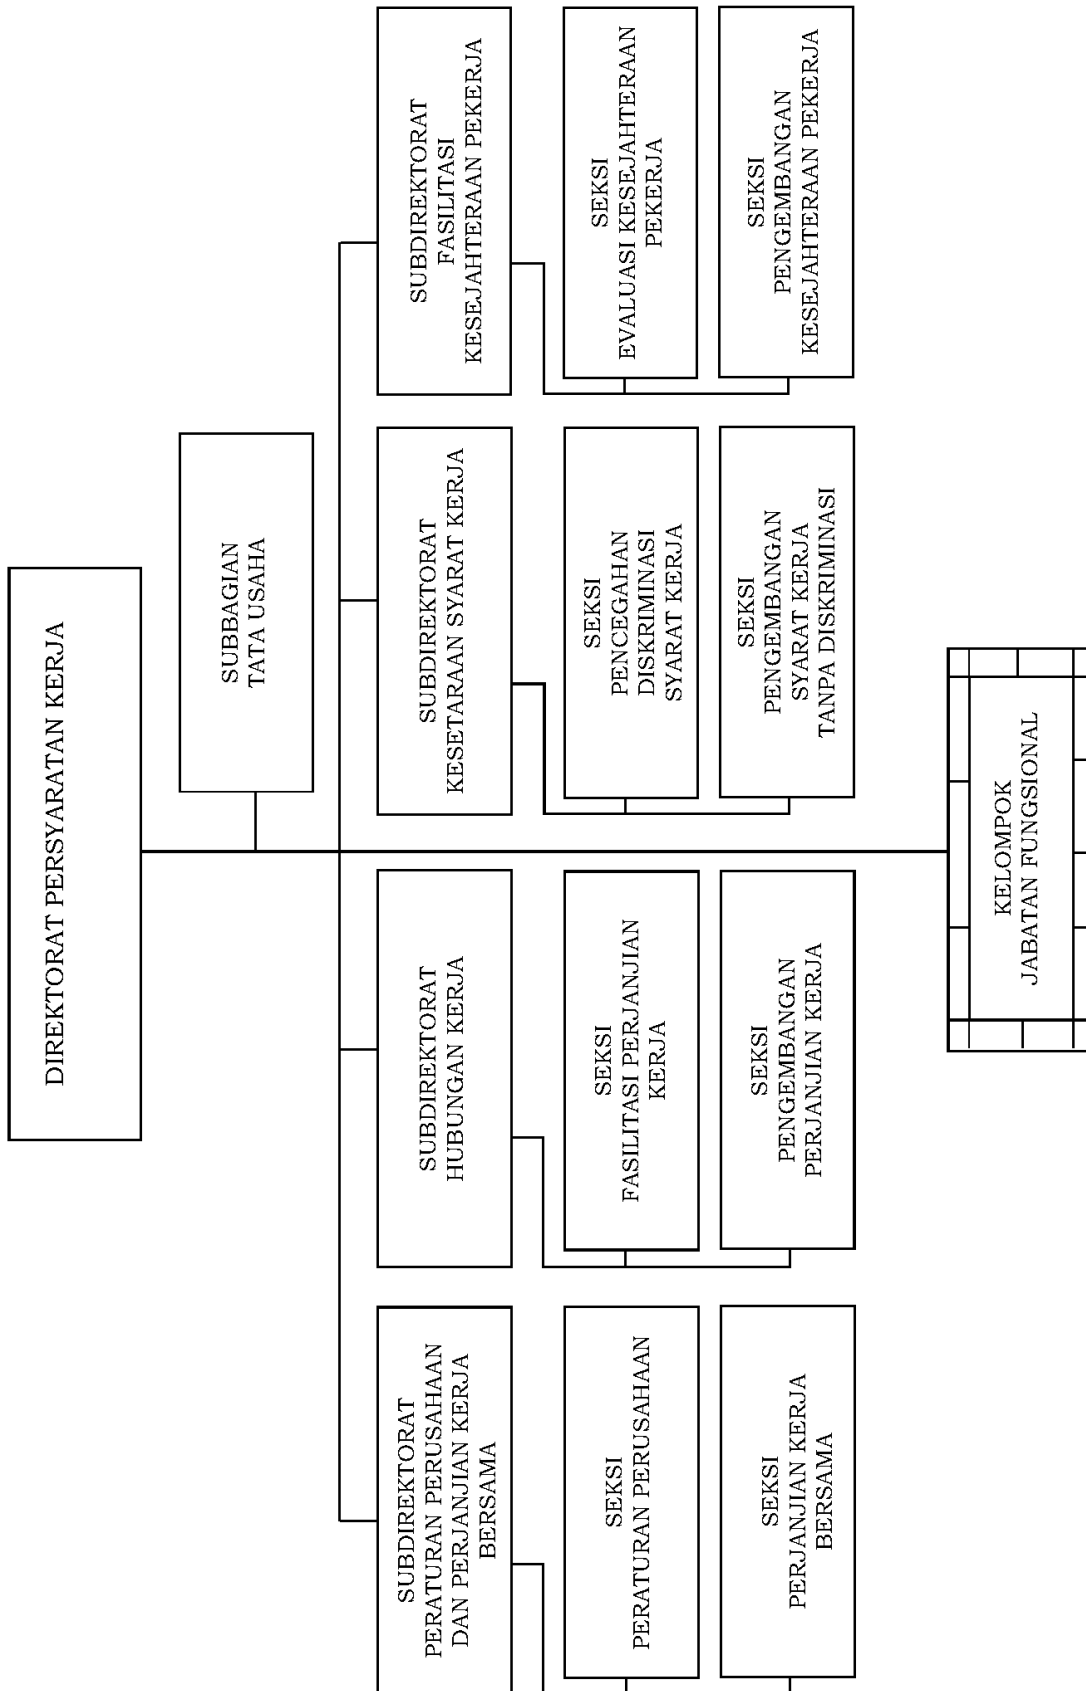 DIREKTORAT PERSYARATAN KERJA
SUBBAGIAN
TATA USAHA
SUBDIREKTORAT
PERATURAN PERUSAHAAN
DAN PERJANJIAN KERJA
BERSAMA
SUBDIREKTORAT
HUBUNGAN KERJA
SUBDIREKTORAT
KESETARAAN SYARAT KERJA
SUBDIREKTORAT
FASILITASI
KESEJAHTERAAN PEKERJA
SEKSI
PERATURAN PERUSAHAAN
SEKSI
FASILITASI PERJANJIAN
KERJA
SEKSI
PENCEGAHAN
DISKRIMINASI
SYARAT KERJA
SEKSI
EVALUASI KESEJAHTERAAN
PEKERJA
SEKSI
PERJANJIAN KERJA
BERSAMA
SEKSI
PENGEMBANGAN
PERJANJIAN KERJA
SEKSI
PENGEMBANGAN
SYARAT KERJA
TANPA DISKRIMINASI
SEKSI
PENGEMBANGAN
KESEJAHTERAAN PEKERJA
KELOMPOK
JABATAN FUNGSIONAL